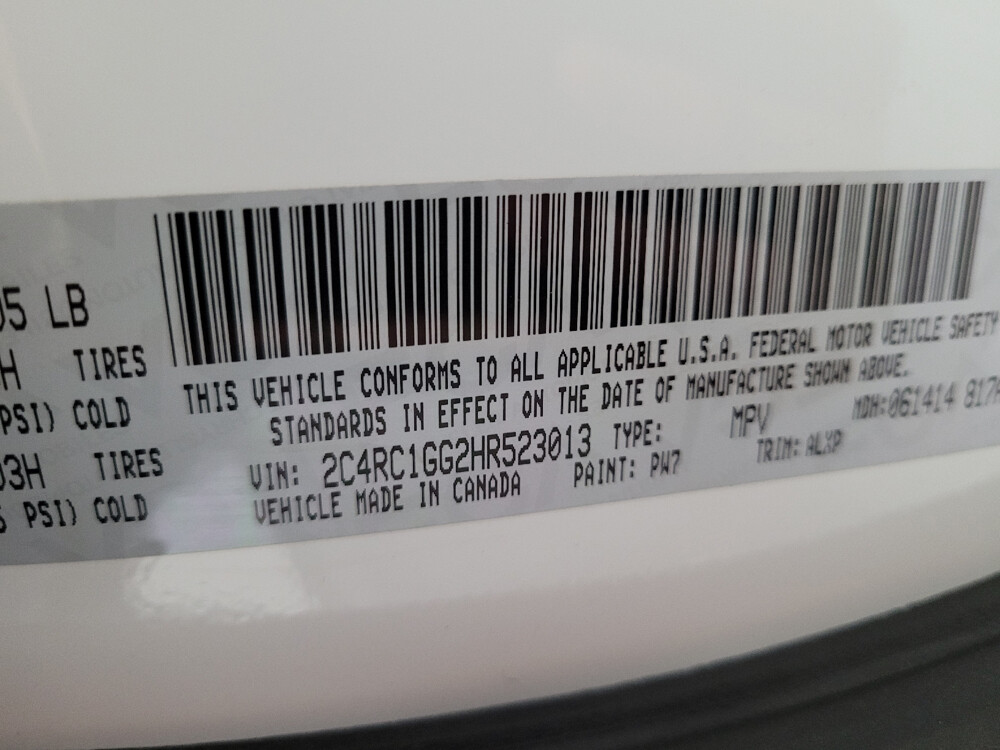 05 LB
H TIRES
PSI) COLD
03H TIRES
PSI) COLD
THIS VEHICLE CONFORMS TO ALL APPLICABLE U.S.A. FEDERAL MOTOR VEHICLE SAFETY
STANDARDS IN EFFECT ON THE DATE OF MANUFACTURE SHOWN ABOVE.
VIN: 2C4RC1GG2HR523013 TYPE: MPV MDH:061414 817
VEHICLE MADE IN CANADA PAINT: PW7 TRIM: ALXP